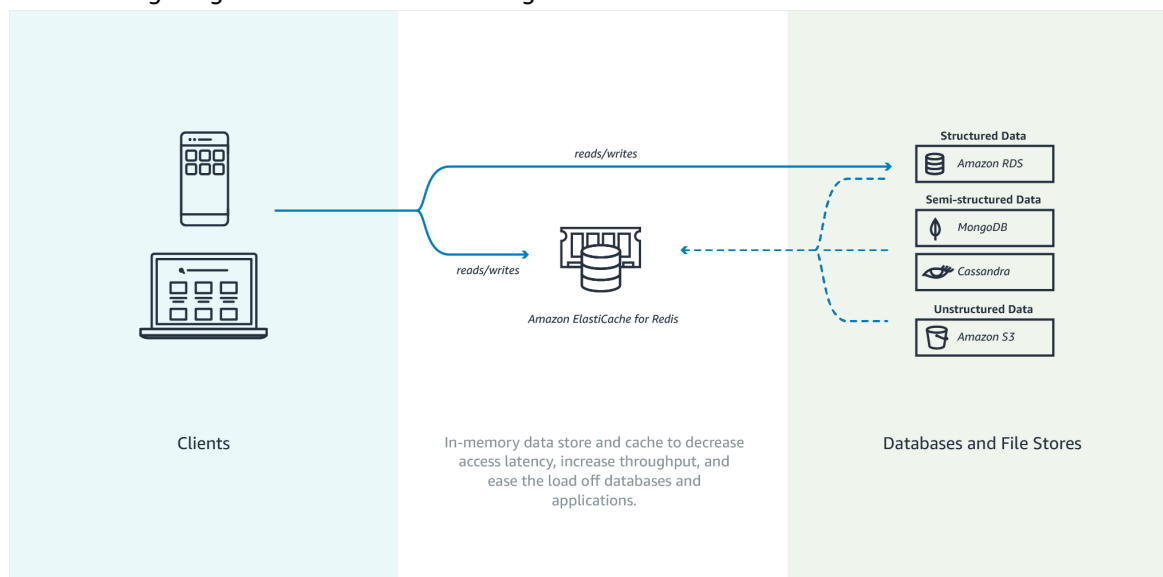 reads/writes
reads/writes
Amazon ElastiCache for Redis
Structured Data
Amazon RDS
Semi-structured Data
MongoDB
Cassandra
Unstructured Data
Amazon S3
Clients
In-memory data store and cache to decrease
access latency, increase throughput, and
ease the load off databases and
applications.
Databases and File Stores